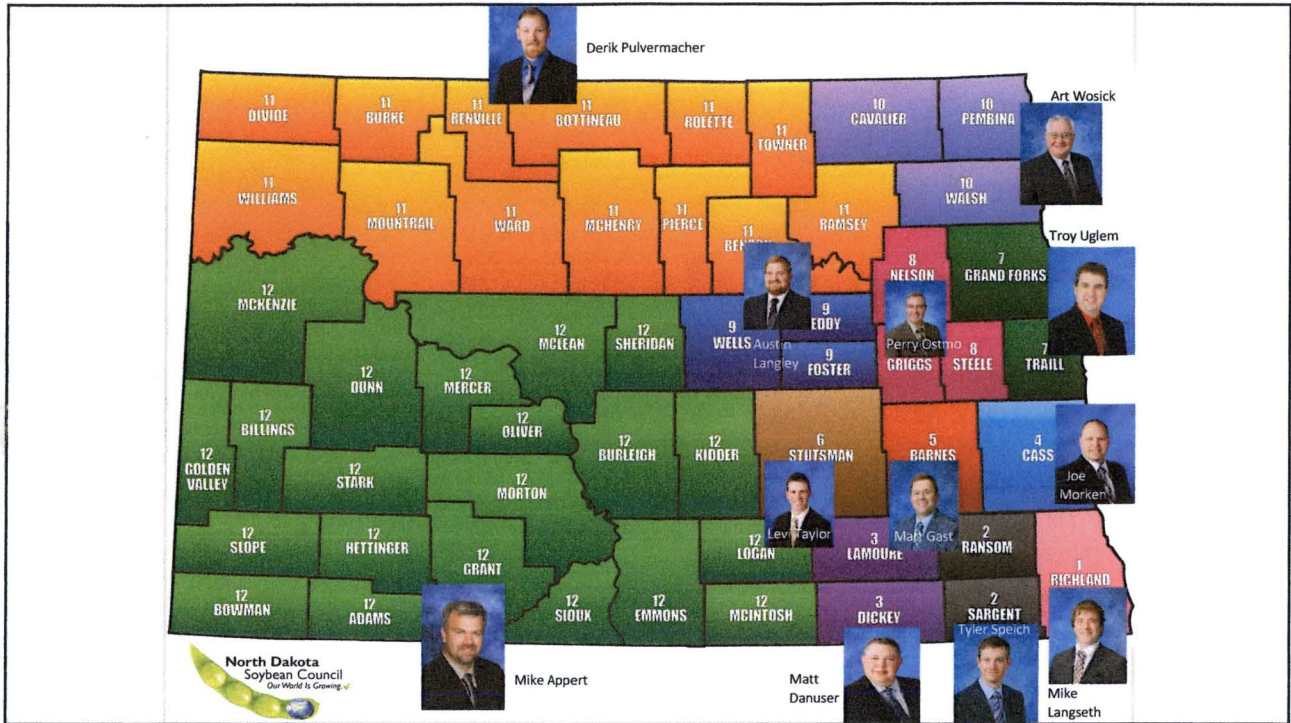 Derik Pulvermacher
Art Wosick
11
DIVIDE
11
BURKE
11
RENVILLE
11
BOTTINEAU
11
ROLETTE
11
TOWNER
10
CAVALIER
10
PEMBINA
11
WILLIAMS
11
MOUNTRAIL
11
WARD
11
MCHENRY
11
PIERCE
11
11
RAMSEY
10
WALSH
Troy Uglem
12
MCKENZIE
12
DUNN
12
MERCER
12
OLIVER
12
MCLEAN
12
SHERIDAN
9
WELLS
Austin
Langley
9
EDDY
9
FOSTER
8
NELSON
Perry Ostmo
GRIGGS
8
STEELE
7
GRAND FORKS
7
TRAILL
12
GOLDEN
VALLEY
12
BILLINGS
12
STARK
12
MORTON
12
BURLEIGH
12
KIDDER
6
STUTSMAN
Levi Taylor
5
BARNES
Matt Gast
4
CASS
Joe
Morken
12
SLOPE
12
HETTINGER
12
GRANT
12
LOGAN
3
LAMOURE
2
RANSOM
1
RICHLAND
12
BOWMAN
12
ADAMS
12
SIOUX
12
EMMONS
12
MCINTOSH
3
DICKEY
2
SARGENT
Tyler Speich
North Dakota
Soybean Council
Our World Is Growing.
Mike Appert
Matt
Danuser
Mike
Langseth